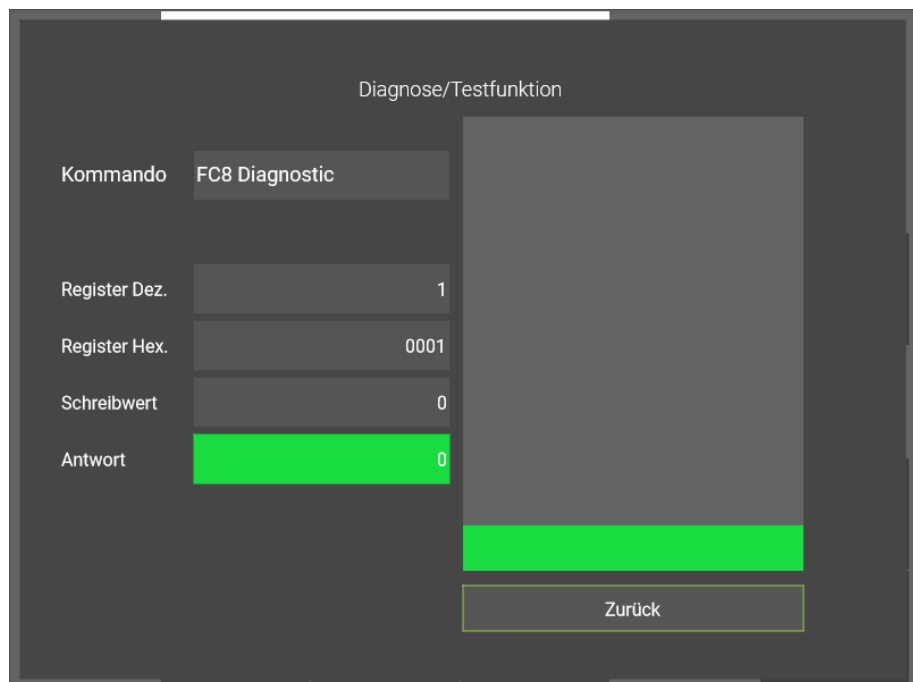 Diagnose/Testfunktion
Kommando FC8 Diagnostic
Register Dez. 1
Register Hex. 0001
Schreibwert 0
Antwort 0
Zurück